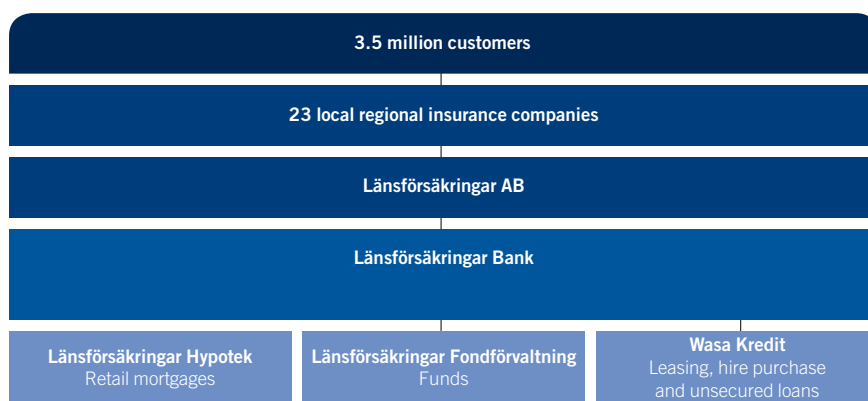 3.5 million customers
23 local regional insurance companies
Länsförsäkringar AB
Länsförsäkringar Bank
Länsförsäkringar Hypotek
Retail mortgages
Länsförsäkringar Fondförvaltning
Funds
Wasa Kredit
Leasing, hire purchase
and unsecured loans